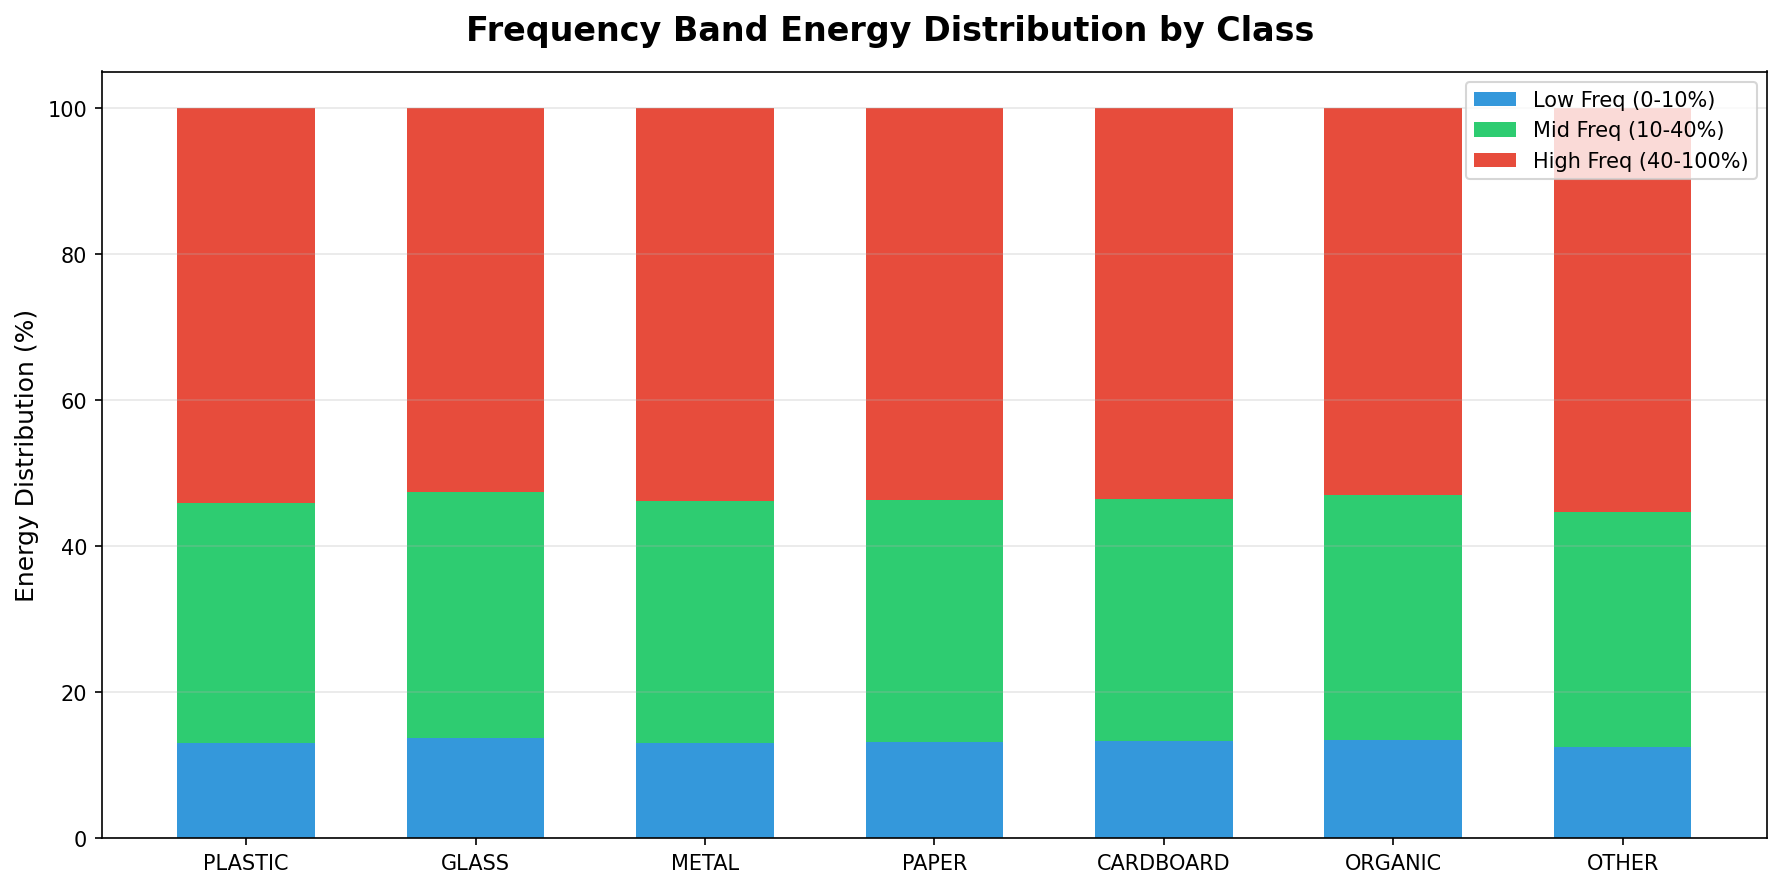 Frequency Band Energy Distribution by Class
Energy Distribution (%)
100
80
60
40
20
0
Low Freq (0-10%)
Mid Freq (10-40%)
High Freq (40-100%)
PLASTIC
GLASS
METAL
PAPER
CARDBOARD
ORGANIC
OTHER